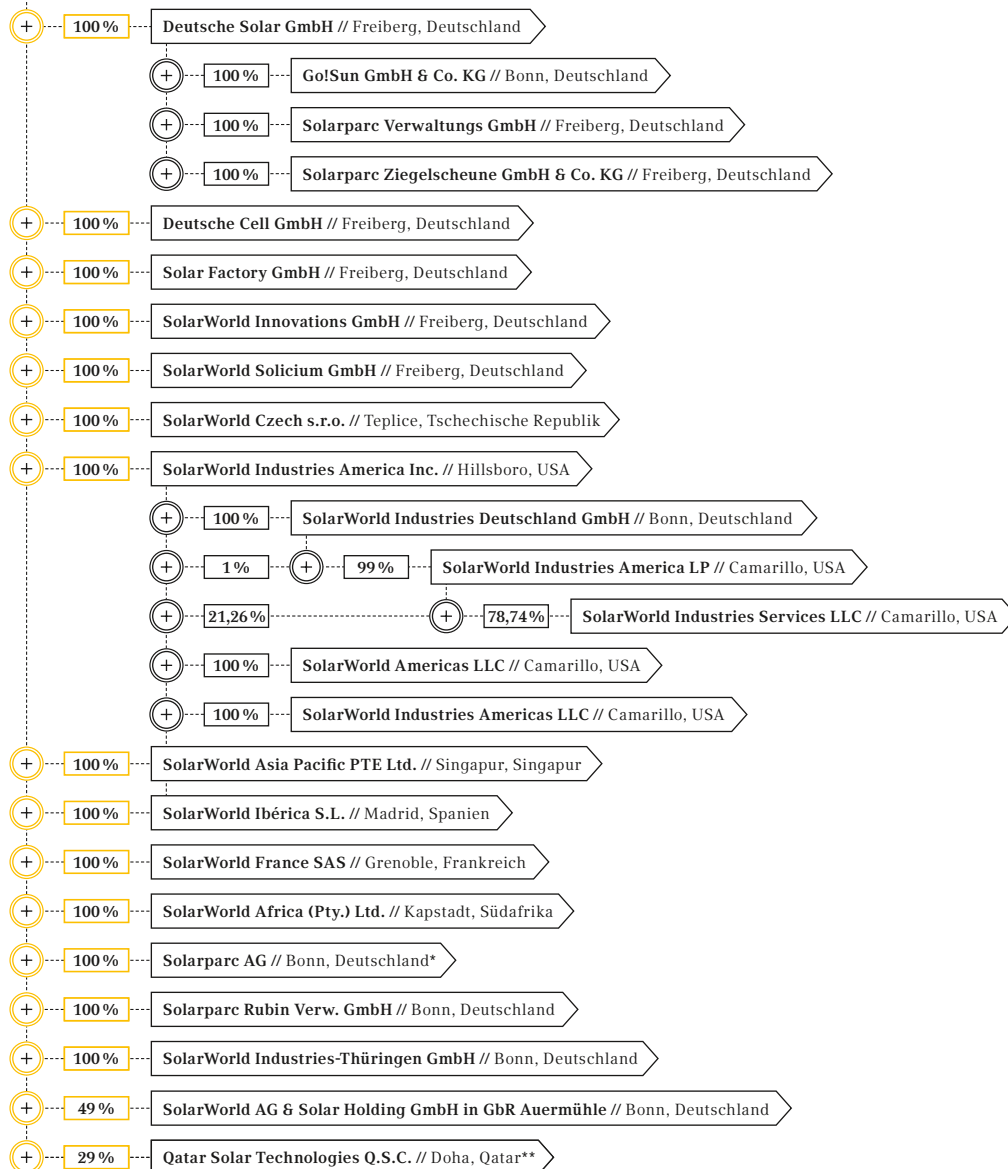 + 100 % Deutsche Solar GmbH // Freiberg, Deutschland
+ 100 % Go!Sun GmbH & Co. KG // Bonn, Deutschland
+ 100 % Solarparc Verwaltungs GmbH // Freiberg, Deutschland
+ 100 % Solarparc Ziegelscheune GmbH & Co. KG // Freiberg, Deutschland
+ 100 % Deutsche Cell GmbH // Freiberg, Deutschland
+ 100 % Solar Factory GmbH // Freiberg, Deutschland
+ 100 % SolarWorld Innovations GmbH // Freiberg, Deutschland
+ 100 % SolarWorld Solicium GmbH // Freiberg, Deutschland
+ 100 % SolarWorld Czech s.r.o. // Teplice, Tschechische Republik
+ 100 % SolarWorld Industries America Inc. // Hillsboro, USA
+ 100 % SolarWorld Industries Deutschland GmbH // Bonn, Deutschland
+ 1 % + 99 % SolarWorld Industries America LP // Camarillo, USA
+ 21,26 % + 78,74 % SolarWorld Industries Services LLC // Camarillo, USA
+ 100 % SolarWorld Americas LLC // Camarillo, USA
+ 100 % SolarWorld Industries Americas LLC // Camarillo, USA
+ 100 % SolarWorld Asia Pacific PTE Ltd. // Singapur, Singapur
+ 100 % SolarWorld Ibérica S.L. // Madrid, Spanien
+ 100 % SolarWorld France SAS // Grenoble, Frankreich
+ 100 % SolarWorld Africa (Pty.) Ltd. // Kapstadt, Südafrika
+ 100 % Solarparc AG // Bonn, Deutschland*
+ 100 % Solarparc Rubin Verw. GmbH // Bonn, Deutschland
+ 100 % SolarWorld Industries-Thüringen GmbH // Bonn, Deutschland
+ 49 % SolarWorld AG & Solar Holding GmbH in GbR Auermühle // Bonn, Deutschland
+ 29 % Qatar Solar Technologies Q.S.C. // Doha, Qatar**